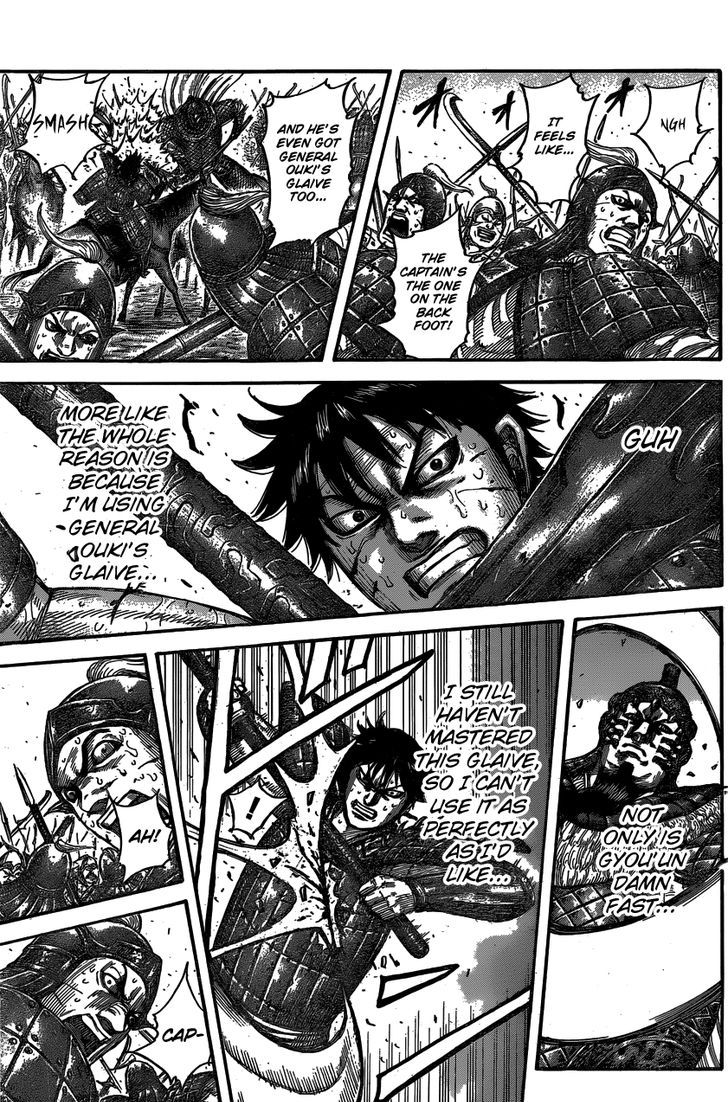 NGH
IT
FEELS
LIKE...
THE
CAPTAIN'S
THE ONE
ON THE
BACK
FOOT!
AND HE'S
EVEN GOT
GENERAL
OUKI'S
GLAIVE
TOO...
SMASH
GUH
MORE LIKE
THE WHOLE
REASON IS
BECAUSE
I'M USING
GENERAL
OUKI'S
GLAIVE...
NOT
ONLY IS
GYOU'UN
DAMN
FAST...
I STILL
HAVEN'T
MASTERED
THIS GLAIVE,
SO I CAN'T
USE IT AS
PERFECTLY
AS I'D
LIKE...
!
AH!
CAP-